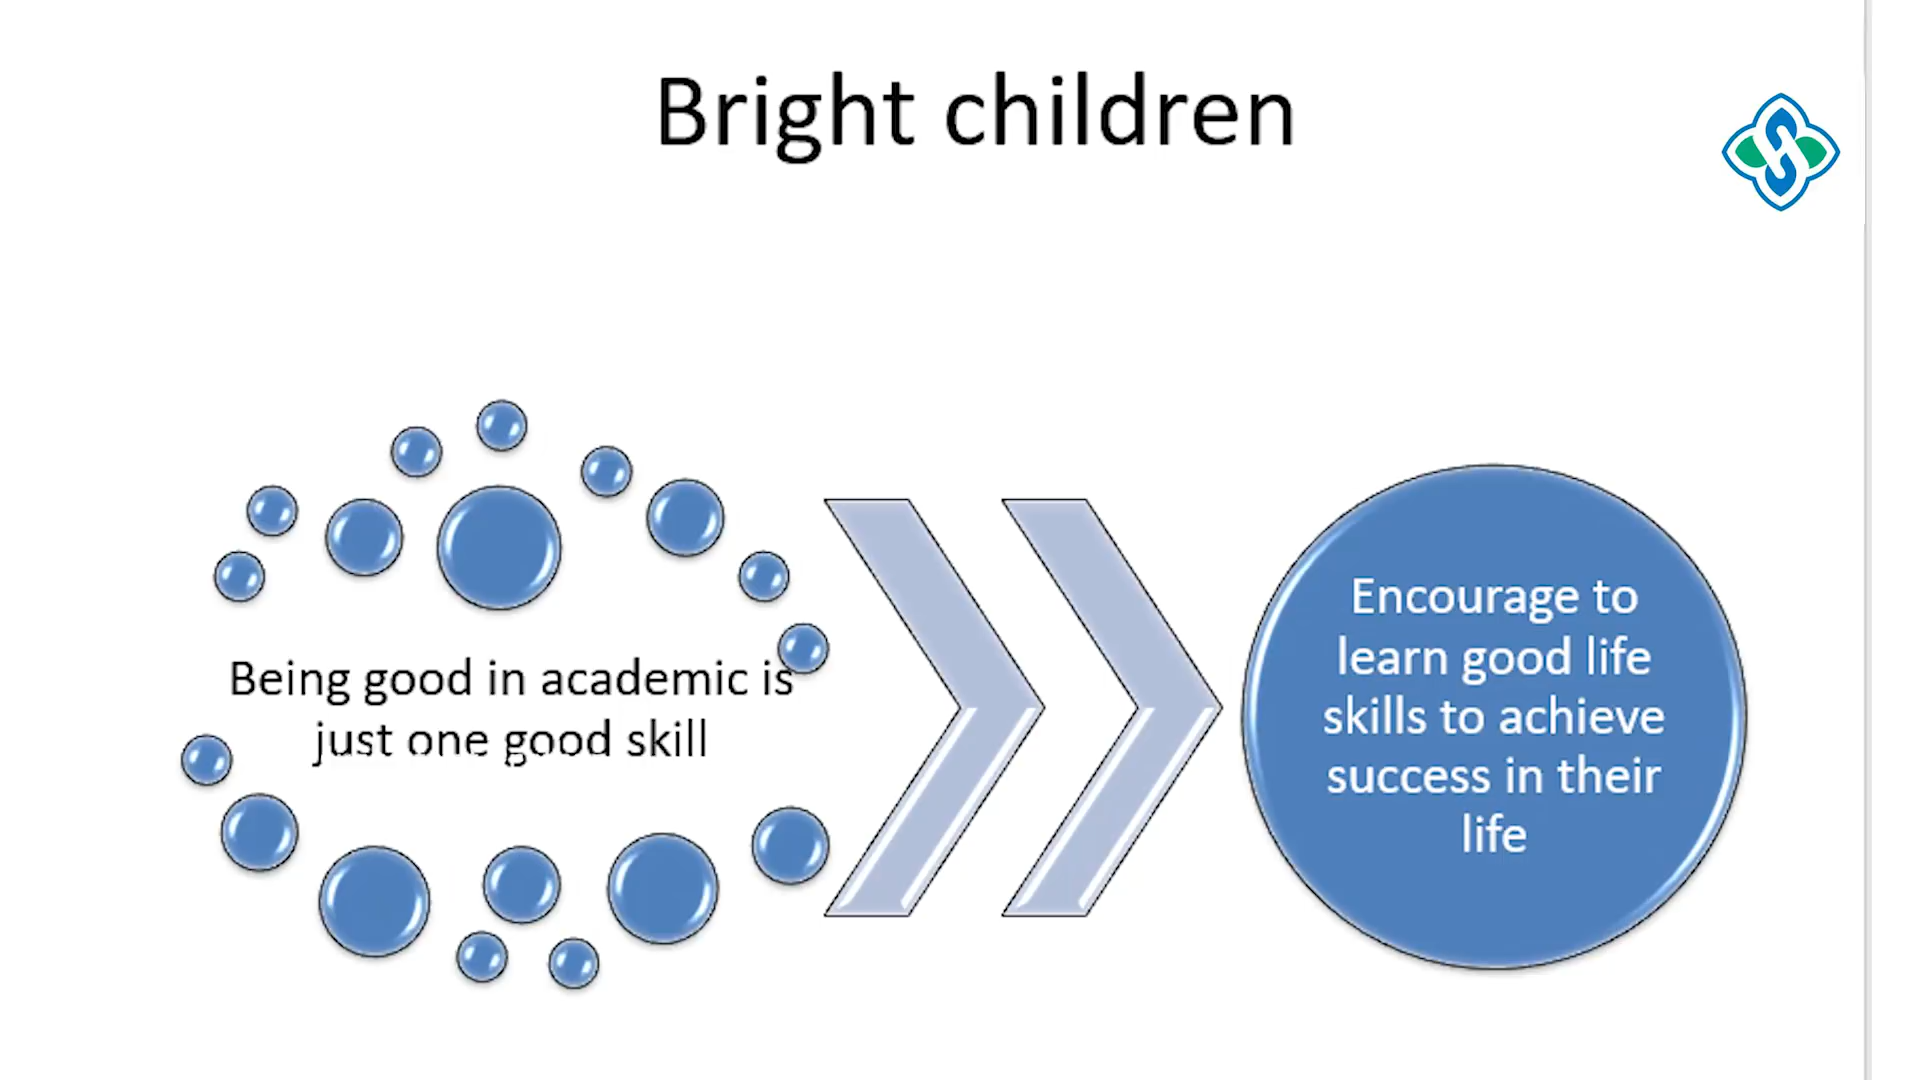 Bright children
Being good in academic is
just one good skill
Encourage to
learn good life
skills to achieve
success in their
life